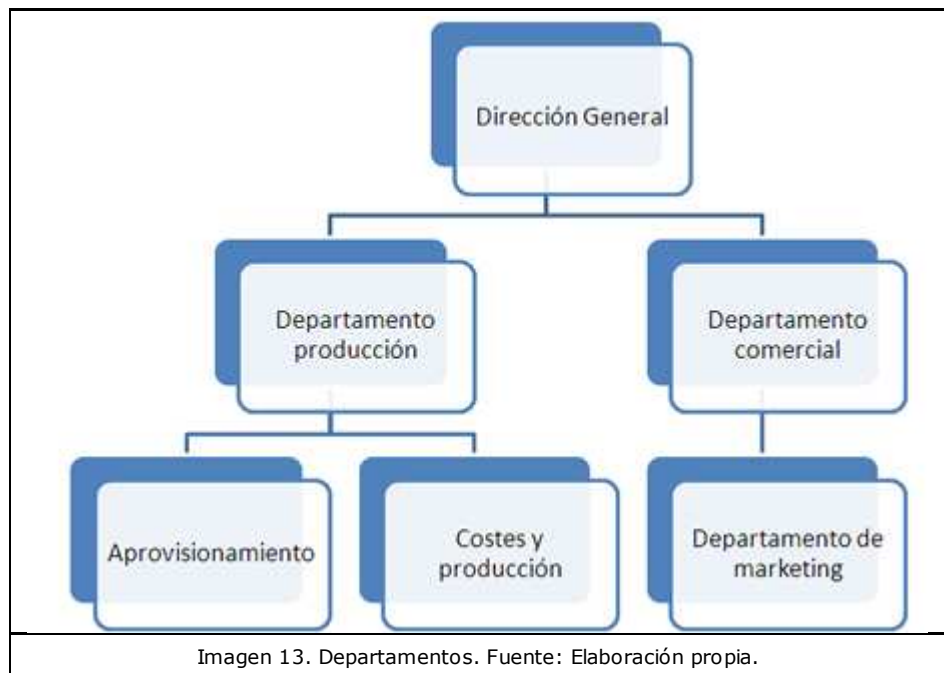 Dirección General
Departamento
producción
Departamento
comercial
Aprovisionamiento
Costes y
producción
Departamento de
marketing
Imagen 13. Departamentos. Fuente: Elaboración propia.